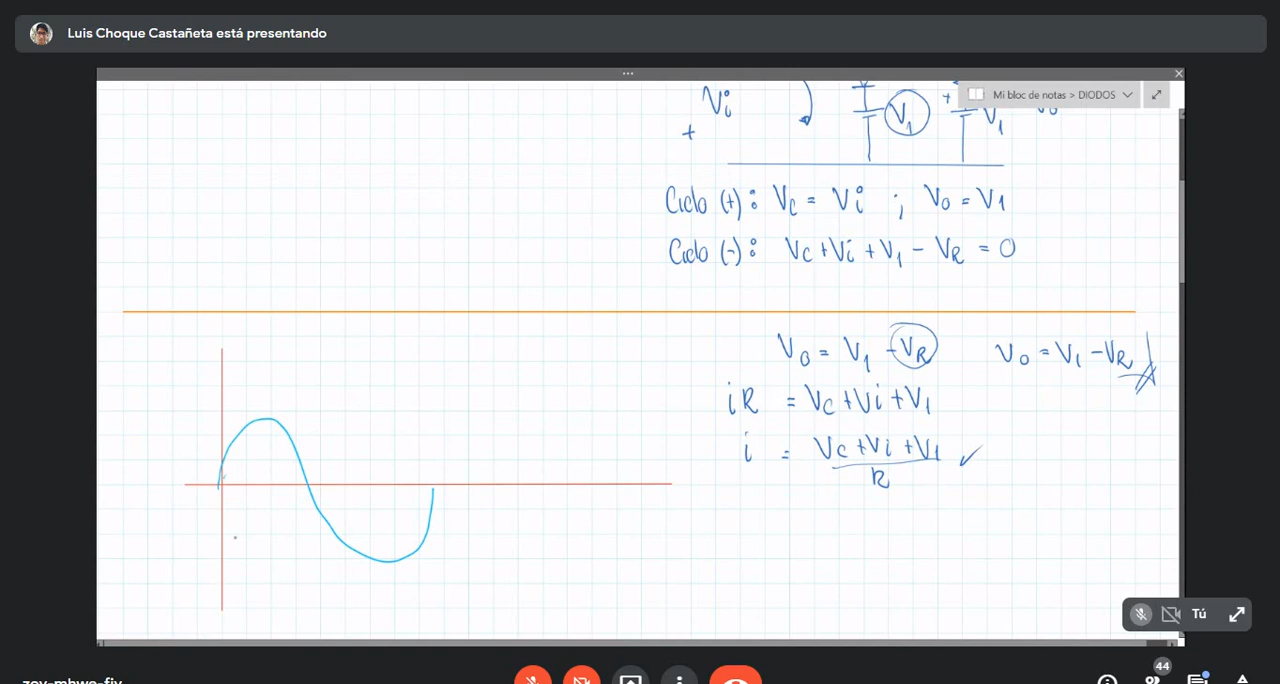 Luis Choque Castañeta está presentando
Mi bloc de notas > DIODOS
Vi
+
V1
+
V1
Ciclo (+): Vc = Vi ; Vo = V1
Ciclo (-): Vc + Vi + V1 - VR = 0
Vo = V1 - VR
Vo = V1 - VR
iR = Vc + Vi + V1
i = Vc + Vi + V1
R
Tú
44